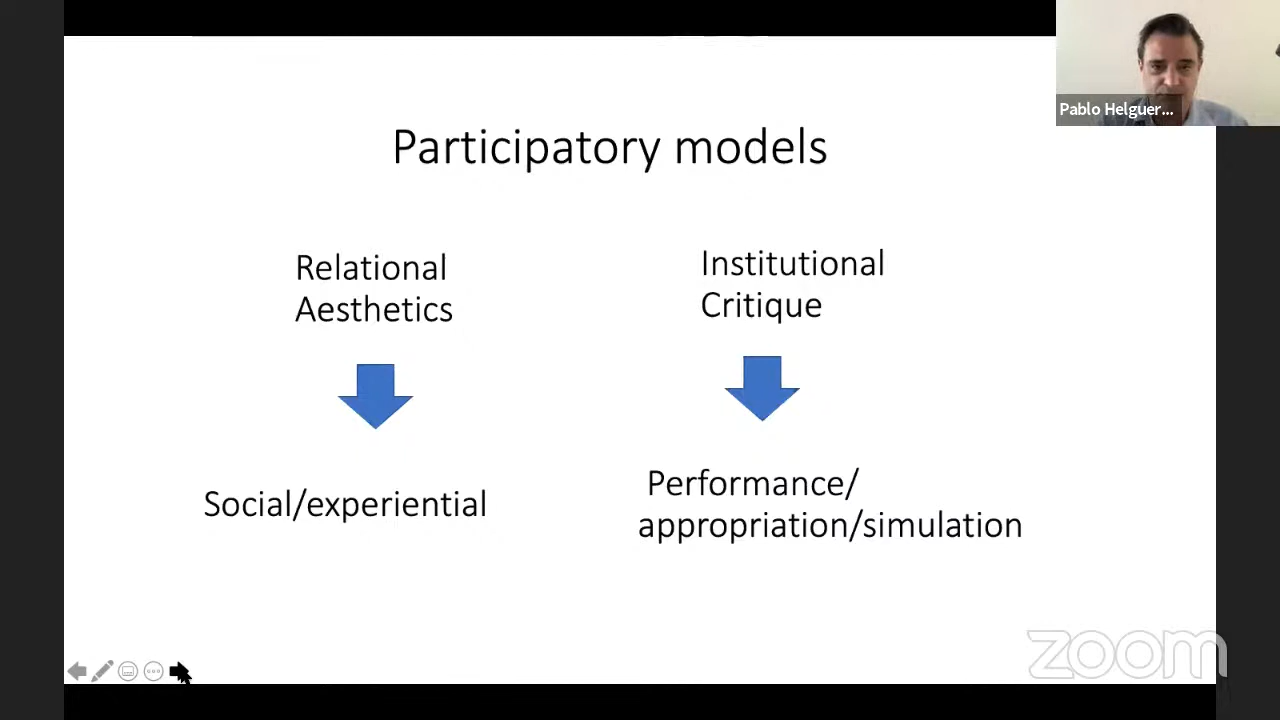 Pablo Helguer...
Participatory models
Relational
Aesthetics
Institutional
Critique
Social/experiential
Performance/
appropriation/simulation
zoom